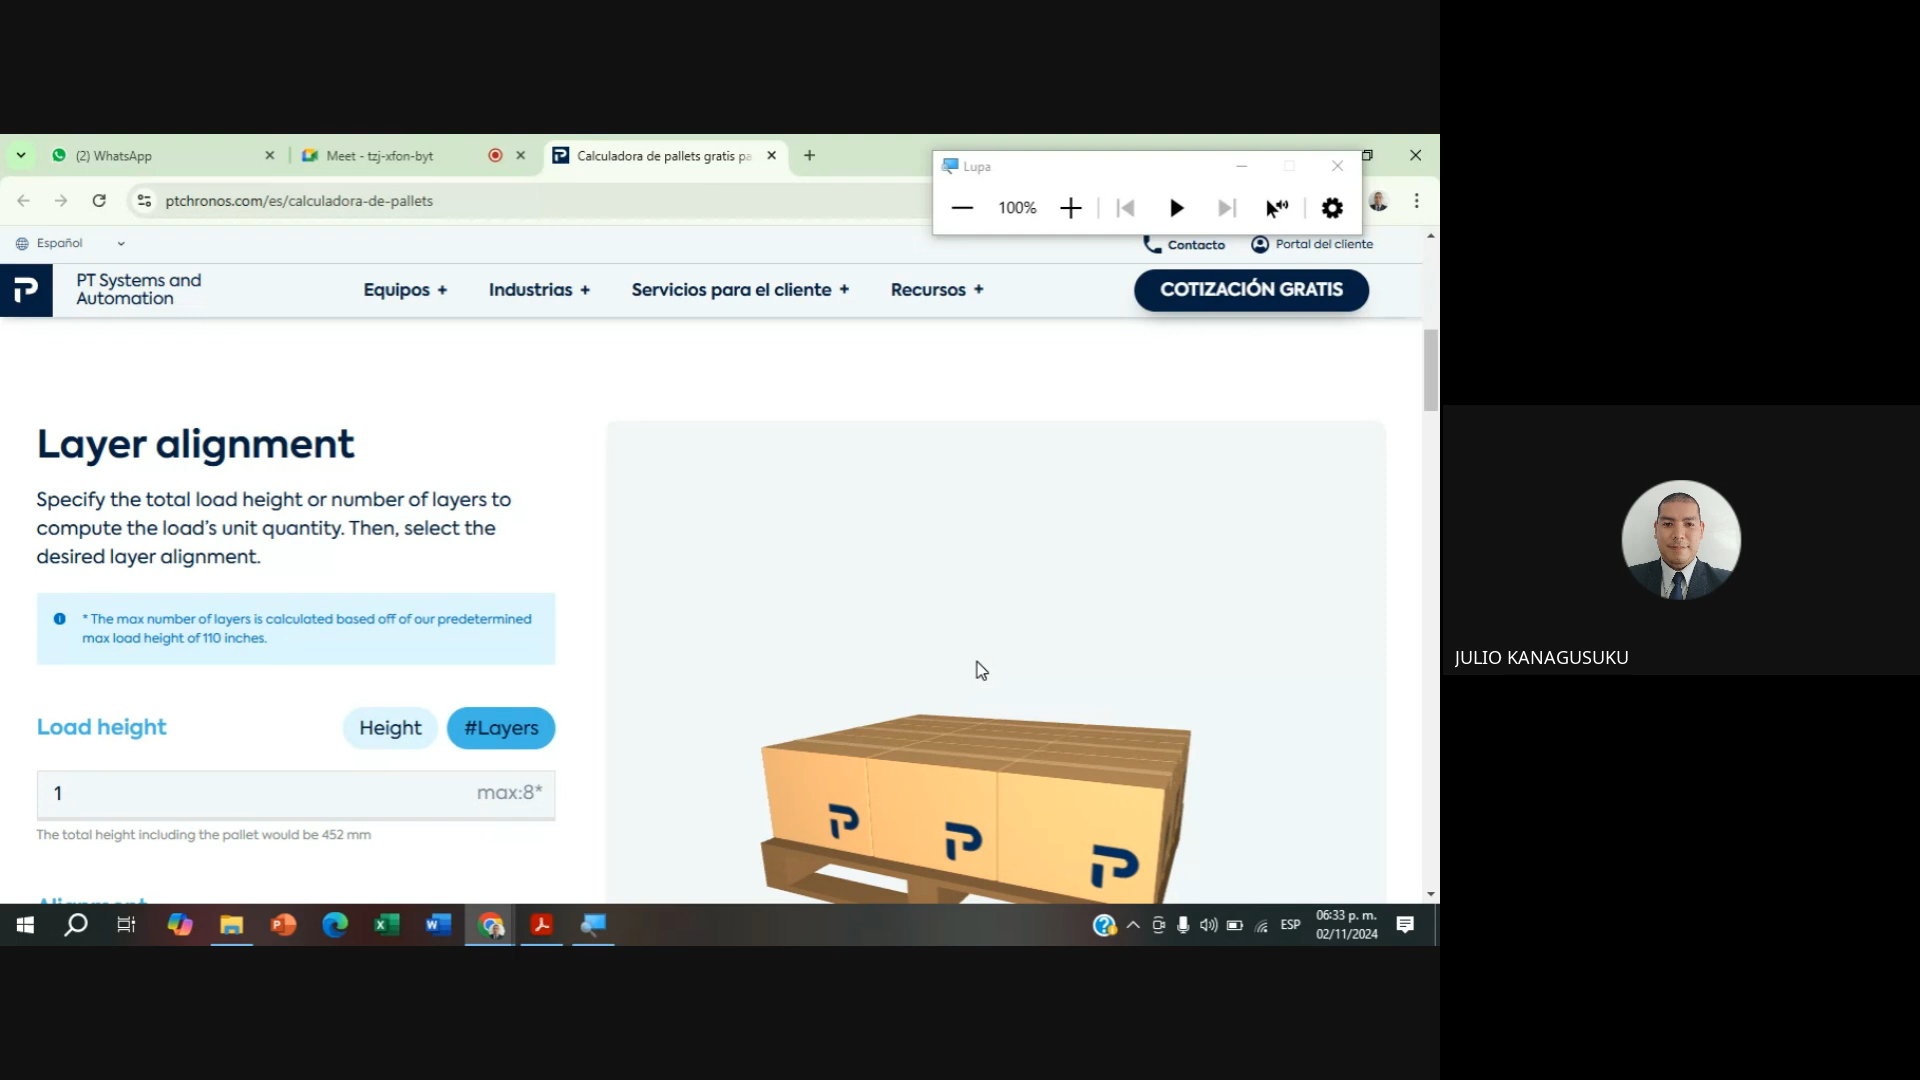 (2) WhatsApp
Meet - tzj-xfon-byt
Calculadora de pallets gratis pa
Lupa
100%
ptchronos.com/es/calculadora-de-pallets
Español
Contacto
Portal del cliente
PT Systems and
Automation
Equipos +
Industrias +
Servicios para el cliente +
Recursos +
COTIZACIÓN GRATIS
Layer alignment
Specify the total load height or number of layers to
compute the load's unit quantity. Then, select the
desired layer alignment.
* The max number of layers is calculated based off of our predetermined
max load height of 110 inches.
Load height
Height
#Layers
1
max:8*
The total height including the pallet would be 452 mm
Alignment
ESP
06:33 p. m.
02/11/2024
JULIO KANAGUSUKU